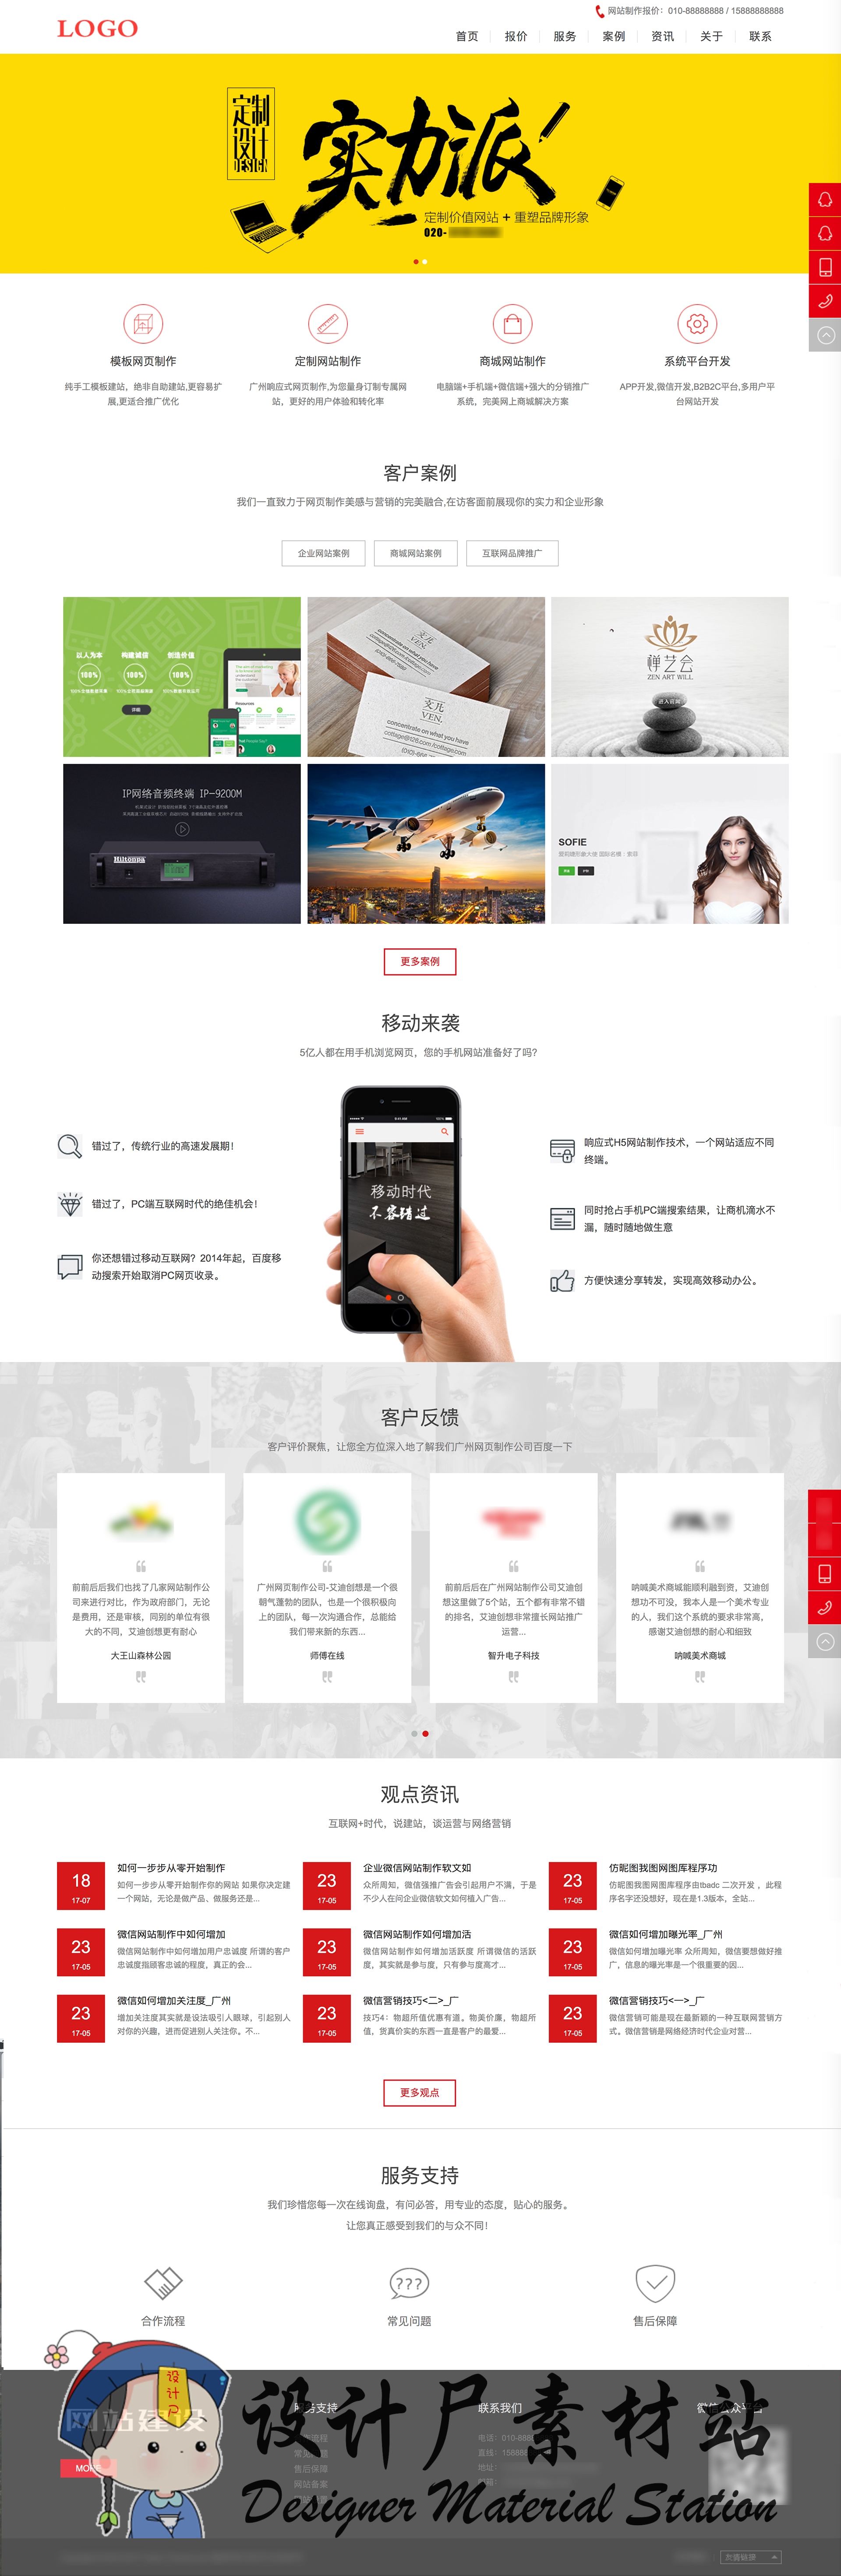 网站制作报价：010-88888888 / 15888888888
LOGO
首页 报价 服务 案例 资讯 关于 联系
定制
设计
DESIGN
实力派
定制价值网站 + 重塑品牌形象
020-
模板网页制作
纯手工模板建站，绝非自助建站,更容易扩
展,更适合推广优化
定制网站制作
广州响应式网页制作,为您量身订制专属网
站，更好的用户体验和转化率
商城网站制作
电脑端+手机端+微信端+强大的分销推广
系统，完美网上商城解决方案
系统平台开发
APP开发,微信开发,B2B2C平台,多用户平
台网站开发
客户案例
我们一直致力于网页制作美感与营销的完美融合,在访客面前展现你的实力和企业形象
企业网站案例 商城网站案例 互联网品牌推广
以人为本 构建诚信 创造价值
100% 100% 100%
详细
Resources
concentrate on what you have
VEN.
concentrate on what you have
禅艺会
ZEN ART WILL
进入官网
IP网络音频终端 IP-9200M
SOFIE
更多案例
移动来袭
5亿人都在用手机浏览网页，您的手机网站准备好了吗？
错过了，传统行业的高速发展期！
错过了，PC端互联网时代的绝佳机会！
你还想错过移动互联网？2014年起，百度移
动搜索开始取消PC网页收录。
移动时代
不容错过
响应式H5网站制作技术，一个网站适应不同
终端。
同时抢占手机PC端搜索结果，让商机滴水不
漏，随时随地做生意
方便快速分享转发，实现高效移动办公。
客户反馈
客户评价聚焦，让您全方位深入地了解我们广州网页制作公司百度一下
前前后后我们也找了几家网站制作公
司来进行对比，作为政府部门，无论
是费用，还是审核，同别的单位有很
大的不同，艾迪创想更有耐心
大王山森林公园
广州网页制作公司-艾迪创想是一个很
朝气蓬勃的团队，也是一个很积极向
上的团队，每一次沟通合作，总能给
我们带来新的东西...
师傅在线
前前后后在广州网站制作公司艾迪创
想这里做了5个站，五个都有非常不错
的排名，艾迪创想非常擅长网站推广
运营...
智升电子科技
呐喊美术商城能顺利融到资，艾迪创
想功不可没，我本人是一个美术专业
的人，我们这个系统的要求非常高，
感谢艾迪创想的耐心和细致
呐喊美术商城
观点资讯
互联网+时代，说建站，谈运营与网络营销
18
17-07
如何一步步从零开始制作
如何一步步从零开始制作你的网站 如果你决定建
一个网站，无论是做产品、做服务还是...
23
17-05
企业微信网站制作软文如
众所周知，微信强推广告会引起用户不满，于是
不少人在问企业微信软文如何植入广告...
23
17-05
仿昵图我图网图库程序功
仿昵图我图网图库程序由tbadc 二次开发 ，此程
序名字还没想好，现在是1.3版本，全站...
23
17-05
微信网站制作中如何增加
微信网站制作中如何增加用户忠诚度 所谓的客户
忠诚度指顾客忠诚的程度，真正的会...
23
17-05
微信网站制作如何增加活
微信网站制作如何增加活跃度 所谓微信的活跃
度，其实就是参与度，只有参与度高才...
23
17-05
微信如何增加曝光率_广州
微信如何增加曝光率 众所周知，微信要想做好推
广，信息的曝光率是一个很重要的因...
23
17-05
微信如何增加关注度_广州
增加关注度其实就是设法吸引人眼球，引起别人
对你的兴趣，进而促进别人关注你。不...
23
17-05
微信营销技巧<二>_广
技巧4：物超所值优惠有道。物美价廉，物超所
值，货真价实的东西一直是客户的最爱...
23
17-05
微信营销技巧<一>_广
微信营销可能是现在最新颖的一种互联网营销方
式。微信营销是网络经济时代企业对营...
更多观点
服务支持
我们珍惜您每一次在线询盘，有问必答，用专业的态度，贴心的服务。
让您真正感受到我们的与众不同！
合作流程 常见问题 售后保障
设计尸
网站建设
MORE
服务支持
售后保障
网站备案
联系我们
电话：010-888
直线：15888
地址：
微信公众平台
设计尸素材站
Designer Material Station
友情链接